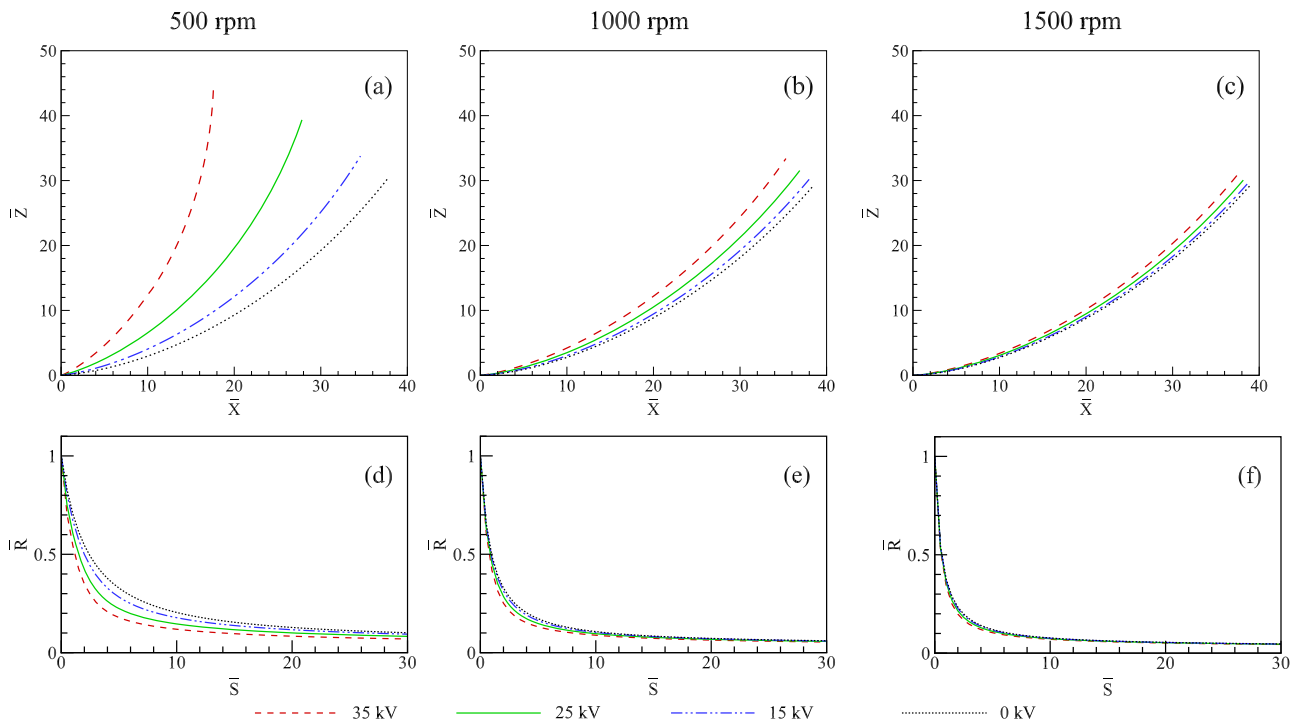 500 rpm 1000 rpm 1500 rpm
50 50 50
(a) (b) (c)
40 40 40
30 30 30
Z̅ Z̅ Z̅
20 20 20
10 10 10
0 0 0
0 10 20 30 40 0 10 20 30 40 0 10 20 30 40
X̅ X̅ X̅
1 1 1
(d) (e) (f)
R̅ R̅ R̅
0.5 0.5 0.5
0 0 0
0 10 20 30 0 10 20 30 0 10 20 30
S̅ S̅ S̅
35 kV 25 kV 15 kV 0 kV